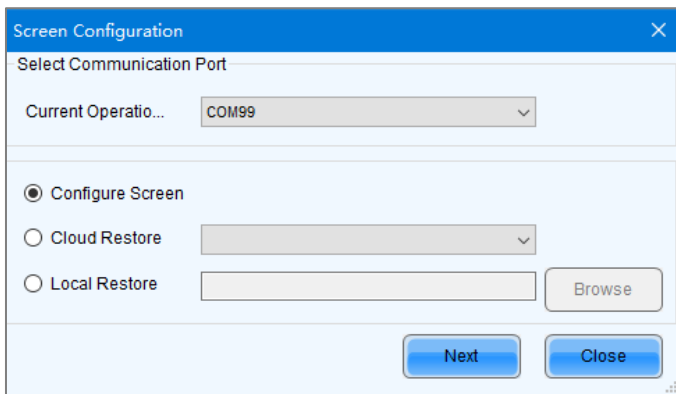 Screen Configuration
Select Communication Port
Current Operatio... COM99
Configure Screen
Cloud Restore
Local Restore Browse
Next Close